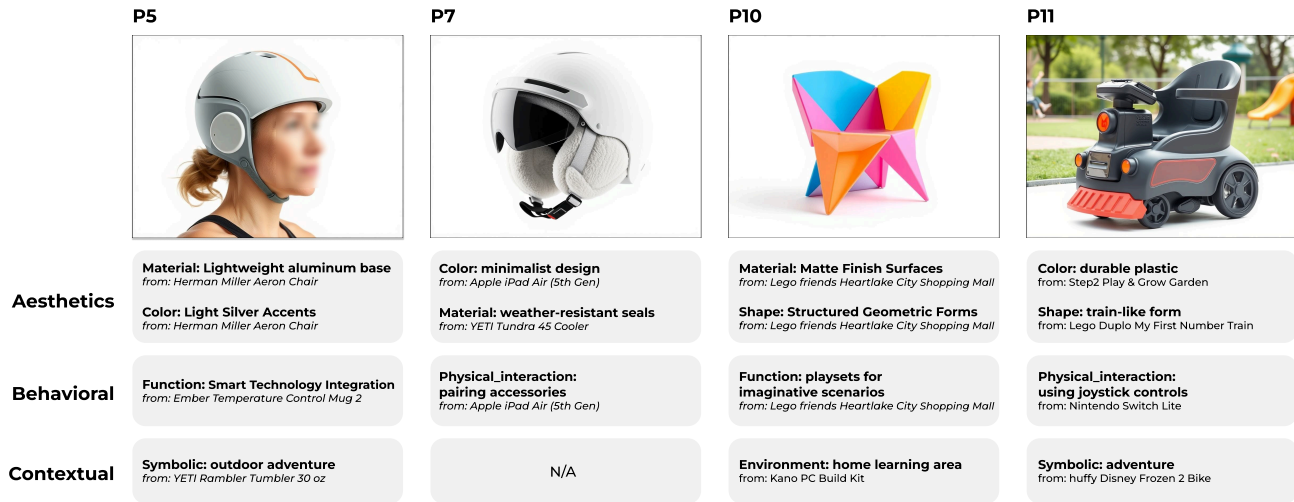 P5
P7
P10
P11
Aesthetics
Material: Lightweight aluminum base
from: Herman Miller Aeron Chair
Color: Light Silver Accents
from: Herman Miller Aeron Chair
Color: minimalist design
from: Apple iPad Air (5th Gen)
Material: weather-resistant seals
from: YETI Tundra 45 Cooler
Material: Matte Finish Surfaces
from: Lego friends Heartlake City Shopping Mall
Shape: Structured Geometric Forms
from: Lego friends Heartlake City Shopping Mall
Color: durable plastic
from: Step2 Play & Grow Garden
Shape: train-like form
from: Lego Duplo My First Number Train
Behavioral
Function: Smart Technology Integration
from: Ember Temperature Control Mug 2
Physical_interaction:
pairing accessories
from: Apple iPad Air (5th Gen)
Function: playsets for
imaginative scenarios
from: Lego friends Heartlake City Shopping Mall
Physical_interaction:
using joystick controls
from: Nintendo Switch Lite
Contextual
Symbolic: outdoor adventure
from: YETI Rambler Tumbler 30 oz
N/A
Environment: home learning area
from: Kano PC Build Kit
Symbolic: adventure
from: huffy Disney Frozen 2 Bike